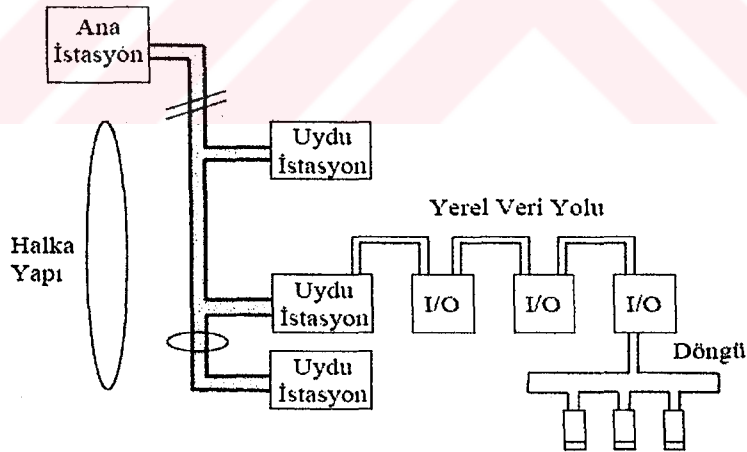 Ana
İstasyon
Uydu
İstasyon
Yerel Veri Yolu
Halka
Yapı
Uydu
İstasyon
I/O
I/O
I/O
Döngü
Uydu
İstasyon